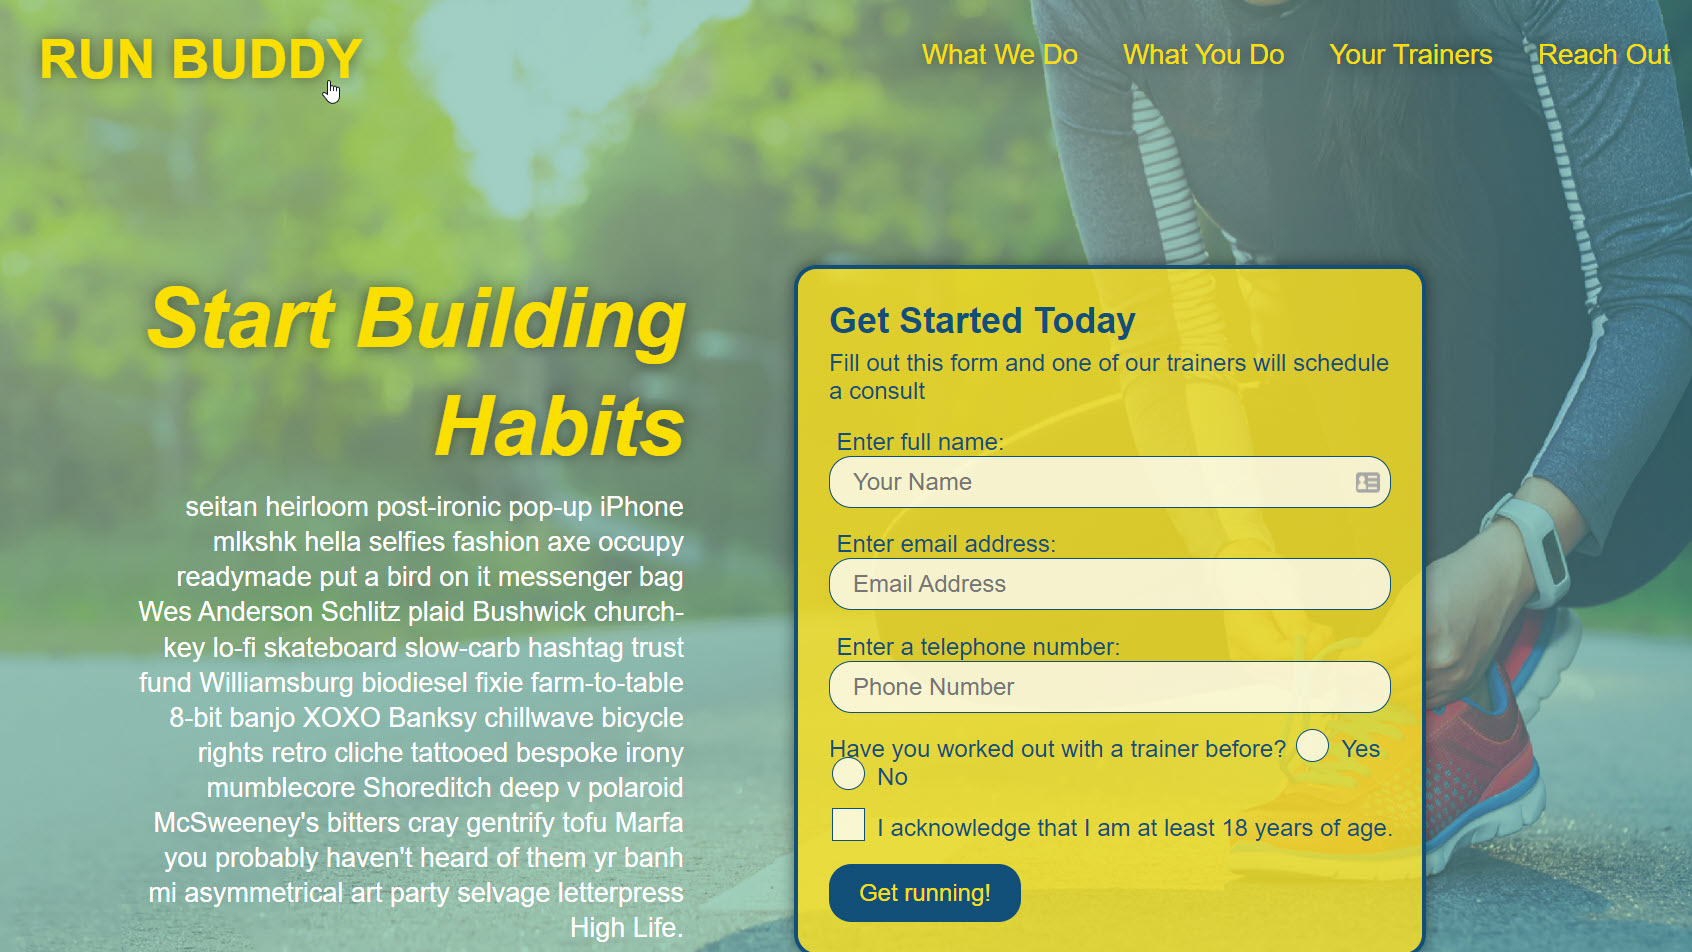 RUN BUDDY
What We Do
What You Do
Your Trainers
Reach Out
Start Building
Habits
seitan heirloom post-ironic pop-up iPhone
mlkshk hella selfies fashion axe occupy
readymade put a bird on it messenger bag
Wes Anderson Schlitz plaid Bushwick church-
key lo-fi skateboard slow-carb hashtag trust
fund Williamsburg biodiesel fixie farm-to-table
8-bit banjo XOXO Banksy chillwave bicycle
rights retro cliche tattooed bespoke irony
mumblecore Shoreditch deep v polaroid
McSweeney's bitters cray gentrify tofu Marfa
you probably haven't heard of them yr banh
mi asymmetrical art party selvage letterpress
High Life.
Get Started Today
Fill out this form and one of our trainers will schedule
a consult
Enter full name:
Your Name
Enter email address:
Email Address
Enter a telephone number:
Phone Number
Have you worked out with a trainer before? Yes
No
I acknowledge that I am at least 18 years of age.
Get running!